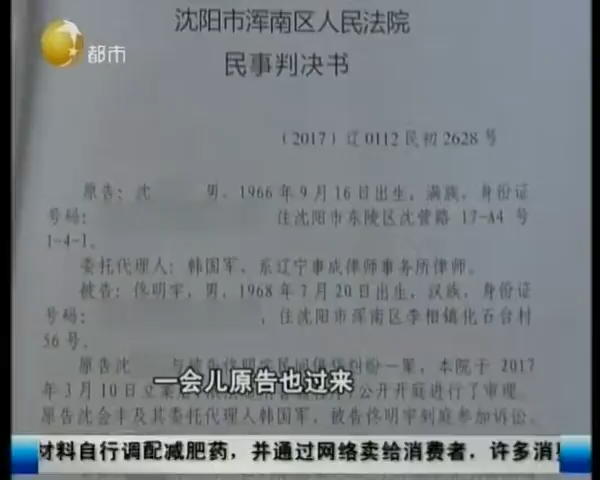 沈阳市浑南区人民法院
都市
民事判决书
（2017）辽0112民初2628号
原告：沈 男，1966年9月16日出生，满族，身份证
号码： 住沈阳市东陵区沈营路17-A4号
1-4-1。
委托代理人：韩国军，系辽宁事成律师事务所律师。
被告：佟明宇，男，1968年7月20日出生，汉族，身份证
号码： ，住沈阳市浑南区李相镇化石台村
56号。
原告沈 与被告佟明宇民间借贷纠纷一案，本院于2017
年3月10日立案 公开开庭进行了审理。
原告沈会丰及其委托代理人韩国军，被告佟明宇到庭参加诉讼。
一会儿原告也过来
材料自行调配减肥药，并通过网络卖给消费者，许多消